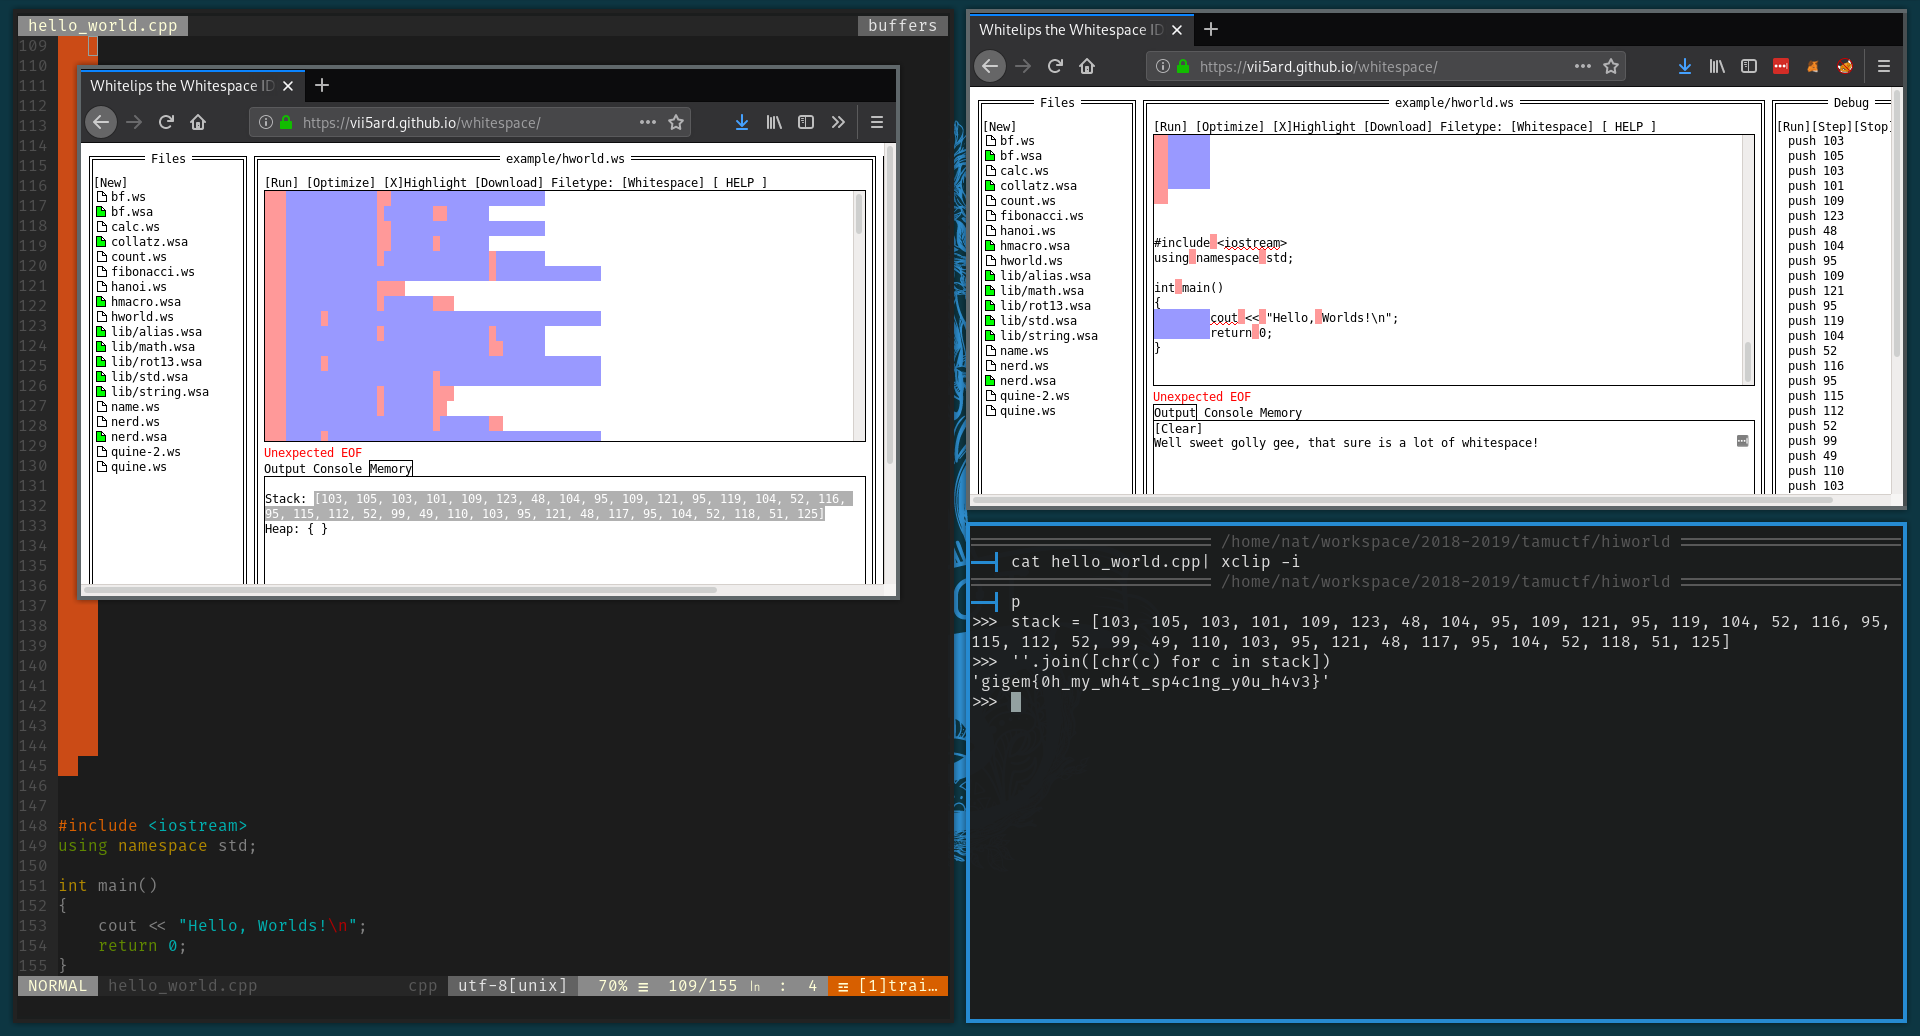 hello_world.cpp buffers
109
110
111
112
113
114
115
116
117
118
119
120
121
122
123
124
125
126
127
128
129
130
131
132
133
134
135
136
137
138
139
140
141
142
143
144
145
146
147
148 #include <iostream>
149 using namespace std;
150
151 int main()
152 {
153 cout << "Hello, Worlds!\n";
154 return 0;
155 }
NORMAL hello_world.cpp cpp utf-8[unix] 70% ≡ 109/155 ln : 4 [1]trai…
Whitelips the Whitespace ID
https://vii5ard.github.io/whitespace/
Files
[New]
bf.ws
bf.wsa
calc.ws
collatz.wsa
count.ws
fibonacci.ws
hanoi.ws
hmacro.wsa
hworld.ws
lib/alias.wsa
lib/math.wsa
lib/rot13.wsa
lib/std.wsa
lib/string.wsa
name.ws
nerd.ws
nerd.wsa
quine-2.ws
quine.ws
example/hworld.ws
[Run] [Optimize] [X]Highlight [Download] Filetype: [Whitespace] [ HELP ]
Unexpected EOF
Output Console Memory
Stack: [103, 105, 103, 101, 109, 123, 48, 104, 95, 109, 121, 95, 119, 104, 52, 116,
95, 115, 112, 52, 99, 49, 110, 103, 95, 121, 48, 117, 95, 104, 52, 118, 51, 125]
Heap: { }
Whitelips the Whitespace ID
https://vii5ard.github.io/whitespace/
Files
[New]
bf.ws
bf.wsa
calc.ws
collatz.wsa
count.ws
fibonacci.ws
hanoi.ws
hmacro.wsa
hworld.ws
lib/alias.wsa
lib/math.wsa
lib/rot13.wsa
lib/std.wsa
lib/string.wsa
name.ws
nerd.ws
nerd.wsa
quine-2.ws
quine.ws
example/hworld.ws
[Run] [Optimize] [X]Highlight [Download] Filetype: [Whitespace] [ HELP ]
#include <iostream>
using namespace std;
int main()
{
cout << "Hello, Worlds!\n";
return 0;
}
Unexpected EOF
Output Console Memory
[Clear]
Well sweet golly gee, that sure is a lot of whitespace!
Debug
[Run][Step][Stop]
push 103
push 105
push 103
push 101
push 109
push 123
push 48
push 104
push 95
push 109
push 121
push 95
push 119
push 104
push 52
push 116
push 95
push 115
push 112
push 52
push 99
push 49
push 110
push 103
/home/nat/workspace/2018-2019/tamuctf/hiworld
cat hello_world.cpp| xclip -i
/home/nat/workspace/2018-2019/tamuctf/hiworld
p
>>> stack = [103, 105, 103, 101, 109, 123, 48, 104, 95, 109, 121, 95, 119, 104, 52, 116, 95,
115, 112, 52, 99, 49, 110, 103, 95, 121, 48, 117, 95, 104, 52, 118, 51, 125]
>>> ''.join([chr(c) for c in stack])
'gigem{0h_my_wh4t_sp4c1ng_y0u_h4v3}'
>>>